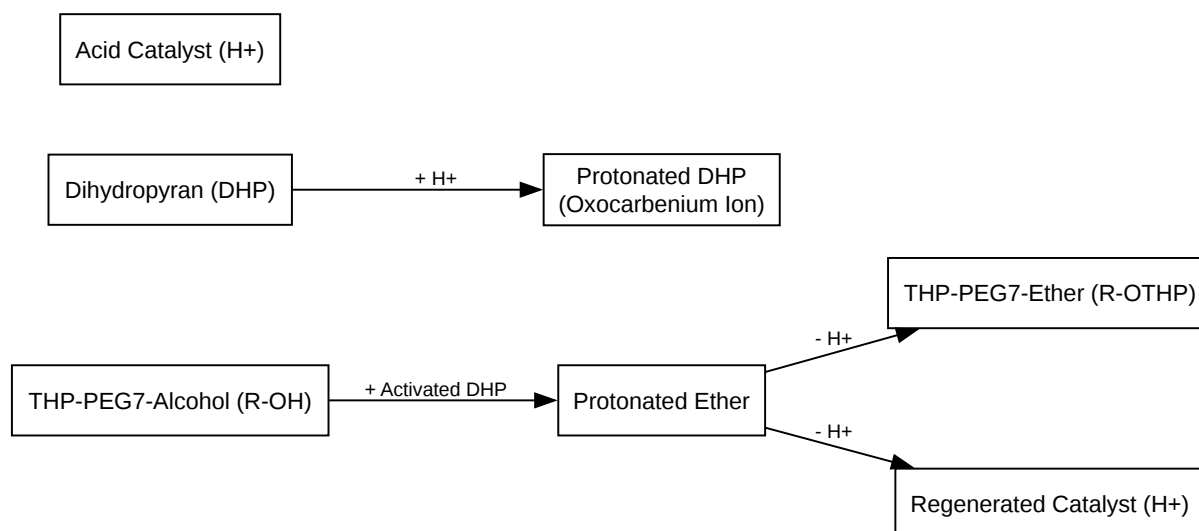 Acid Catalyst (H+)
Dihydropyran (DHP)
+ H+
Protonated DHP
(Oxocarbenium Ion)
THP-PEG7-Ether (R-OTHP)
- H+
THP-PEG7-Alcohol (R-OH)
+ Activated DHP
Protonated Ether
- H+
Regenerated Catalyst (H+)